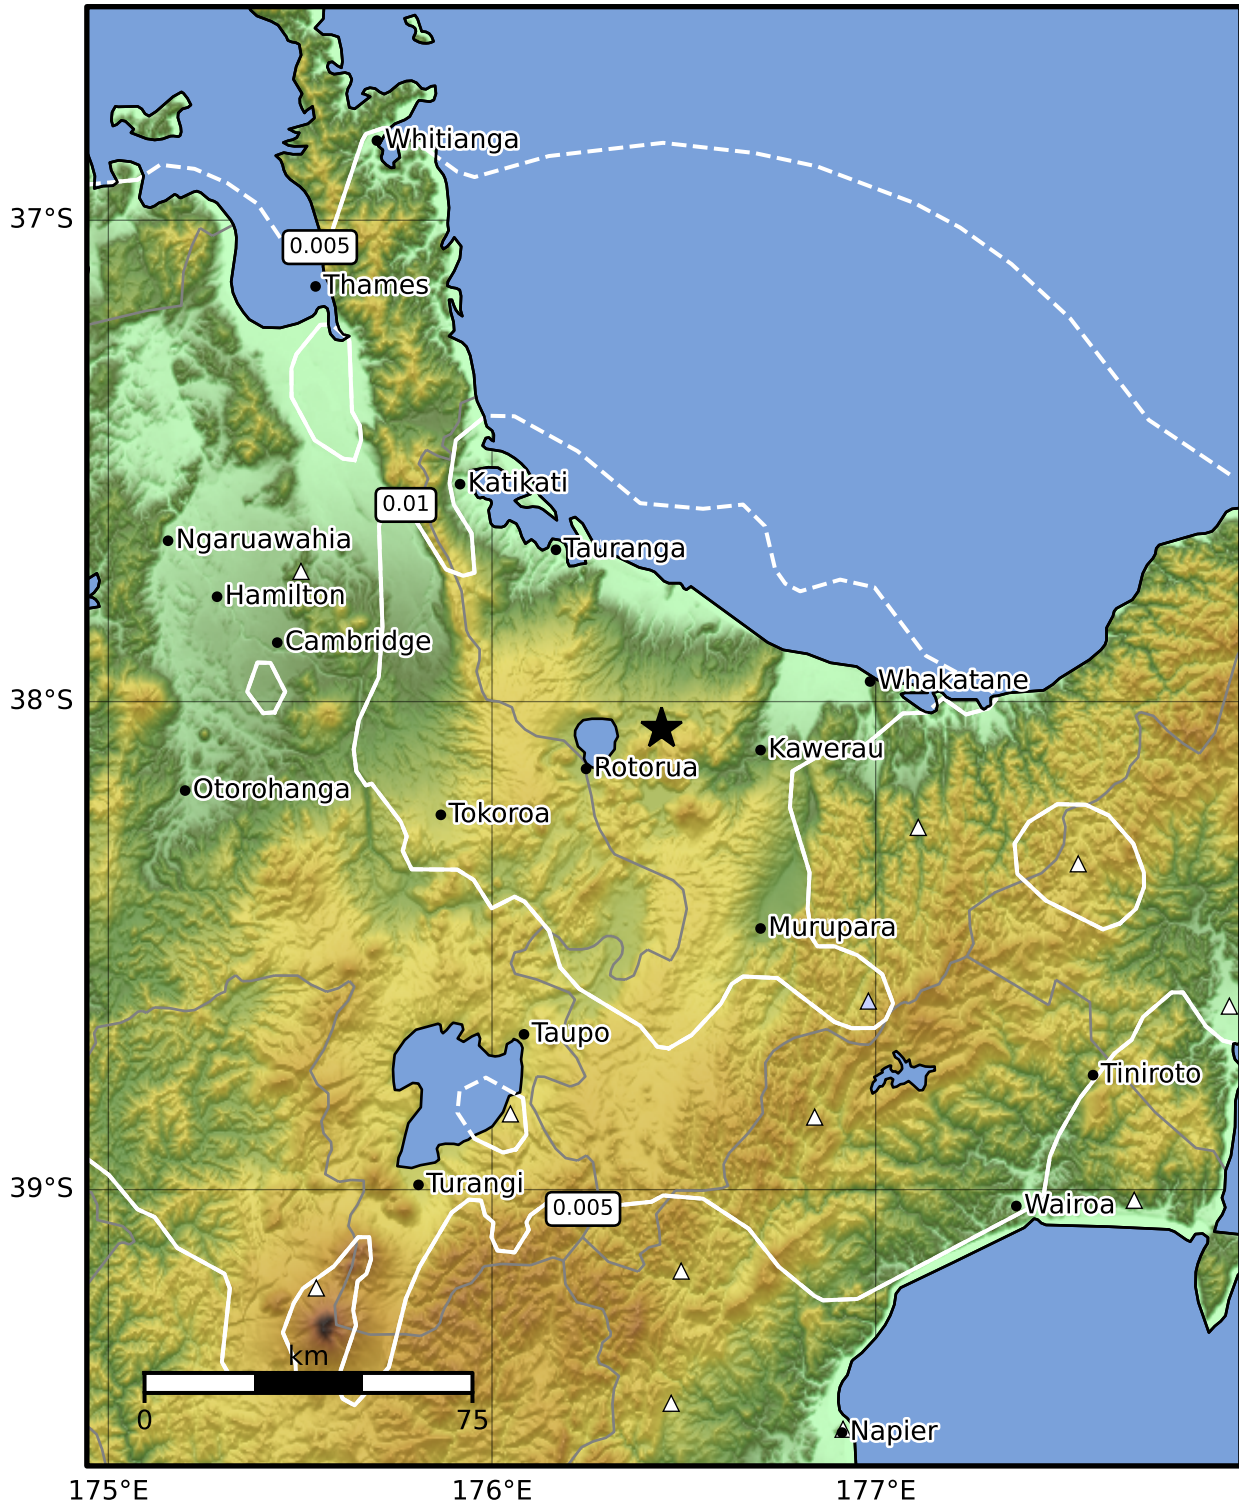 Whitianga
37°S
0.005
Thames
Katikati
0.01
Ngaruawahia
Tauranga
Hamilton
Cambridge
Whakatane
38°S
Kawerau
Rotorua
Otorohanga
Tokoroa
Murupara
Taupo
Tiniroto
39°S
Turangi
Wairoa
0.005
km
0
75
Napier
175°E
176°E
177°E